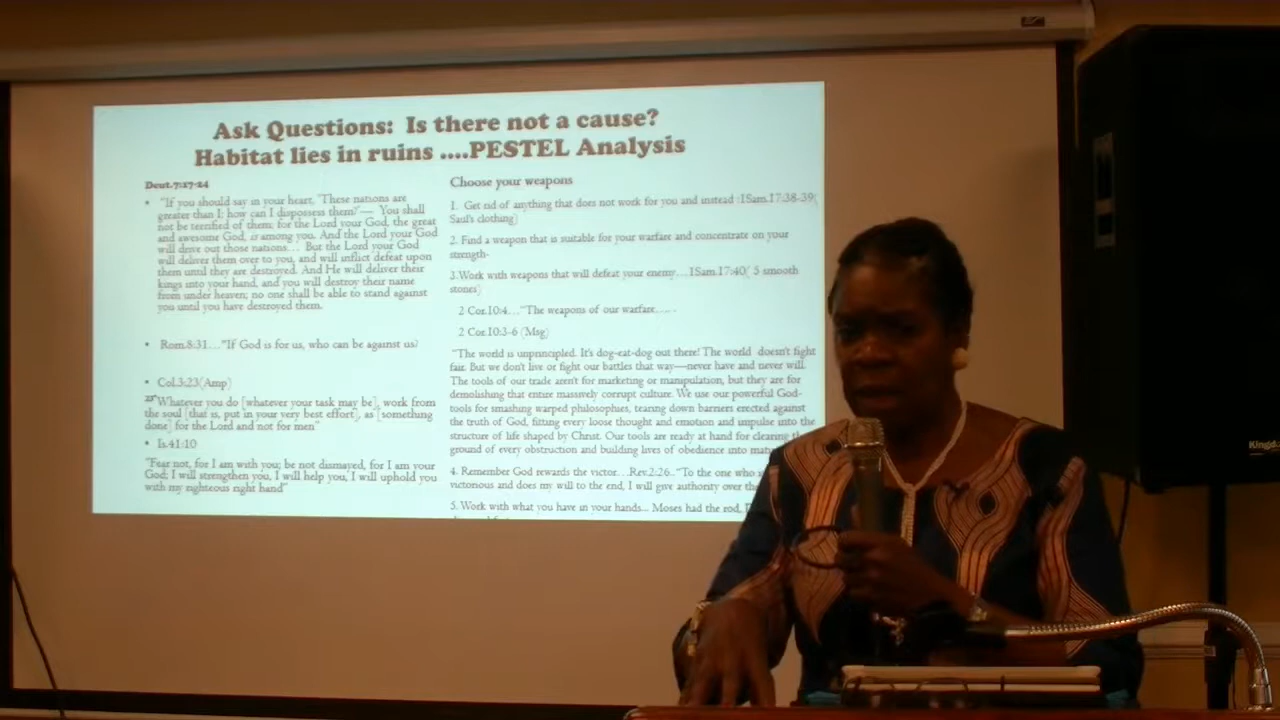 Ask Questions: Is there not a cause?
Habitat lies in ruins ....PESTEL Analysis
Deut.7:17-24
• "If you should say in your heart, 'These nations are
greater than I; how can I dispossess them?'— You shall
not be terrified of them; for the Lord your God, the great
and awesome God, is among you. And the Lord your God
will drive out those nations… But the Lord your God
will deliver them over to you, and will inflict defeat upon
them until they are destroyed. And He will deliver their
kings into your hand, and you will destroy their name
from under heaven; no one shall be able to stand against
you until you have destroyed them.
• Rom.8:31…"If God is for us, who can be against us?
• Col.3:23(Amp)
23 "Whatever you do [whatever your task may be], work from
the soul [that is, put in your very best effort], as [something
done] for the Lord and not for men"
• Is.41:10
"Fear not, for I am with you; be not dismayed, for I am your
God; I will strengthen you, I will help you, I will uphold you
with my righteous right hand"
Choose your weapons
1. Get rid of anything that does not work for you and instead :1Sam.17:38-39(
Saul's clothing)
2. Find a weapon that is suitable for your warfare and concentrate on your
strength-
3.Work with weapons that will defeat your enemy…1Sam.17:40( 5 smooth
stones)
2 Cor.10:4…"The weapons of our warfare…..
2 Cor.10:3-6 (Msg)
"The world is unprincipled. It's dog-eat-dog out there! The world doesn't fight
fair. But we don't live or fight our battles that way—never have and never will.
The tools of our trade aren't for marketing or manipulation, but they are for
demolishing that entire massively corrupt culture. We use our powerful God-
tools for smashing warped philosophies, tearing down barriers erected against
the truth of God, fitting every loose thought and emotion and impulse into the
structure of life shaped by Christ. Our tools are ready at hand for clearing
ground of every obstruction and building lives of obedience into
4. Remember God rewards the victor…Rev.2:26.."To the one who
victorious and does my will to the end, I will give authority over
5. Work with what you have in your hands… Moses had the rod,